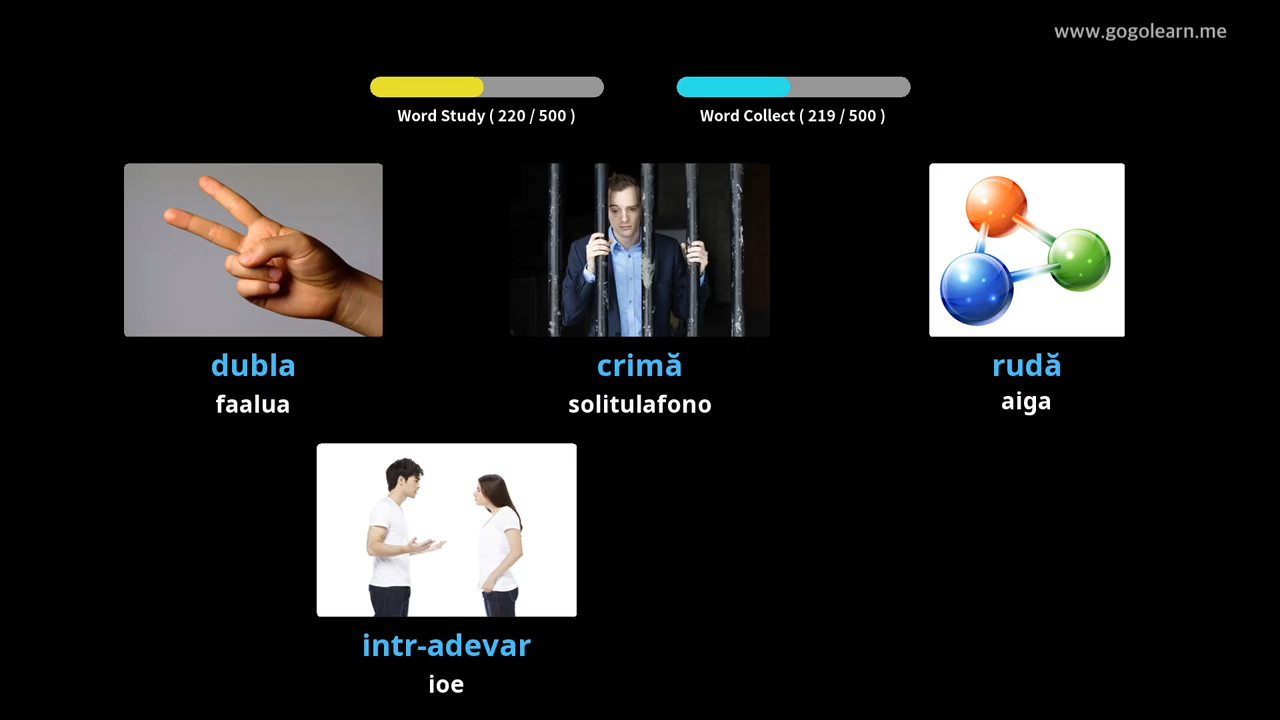 www.gogolearn.me
Word Study ( 220 / 500 )
Word Collect ( 219 / 500 )
dubla
faalua
crimă
solitulafono
rudă
aiga
intr-adevar
ioe